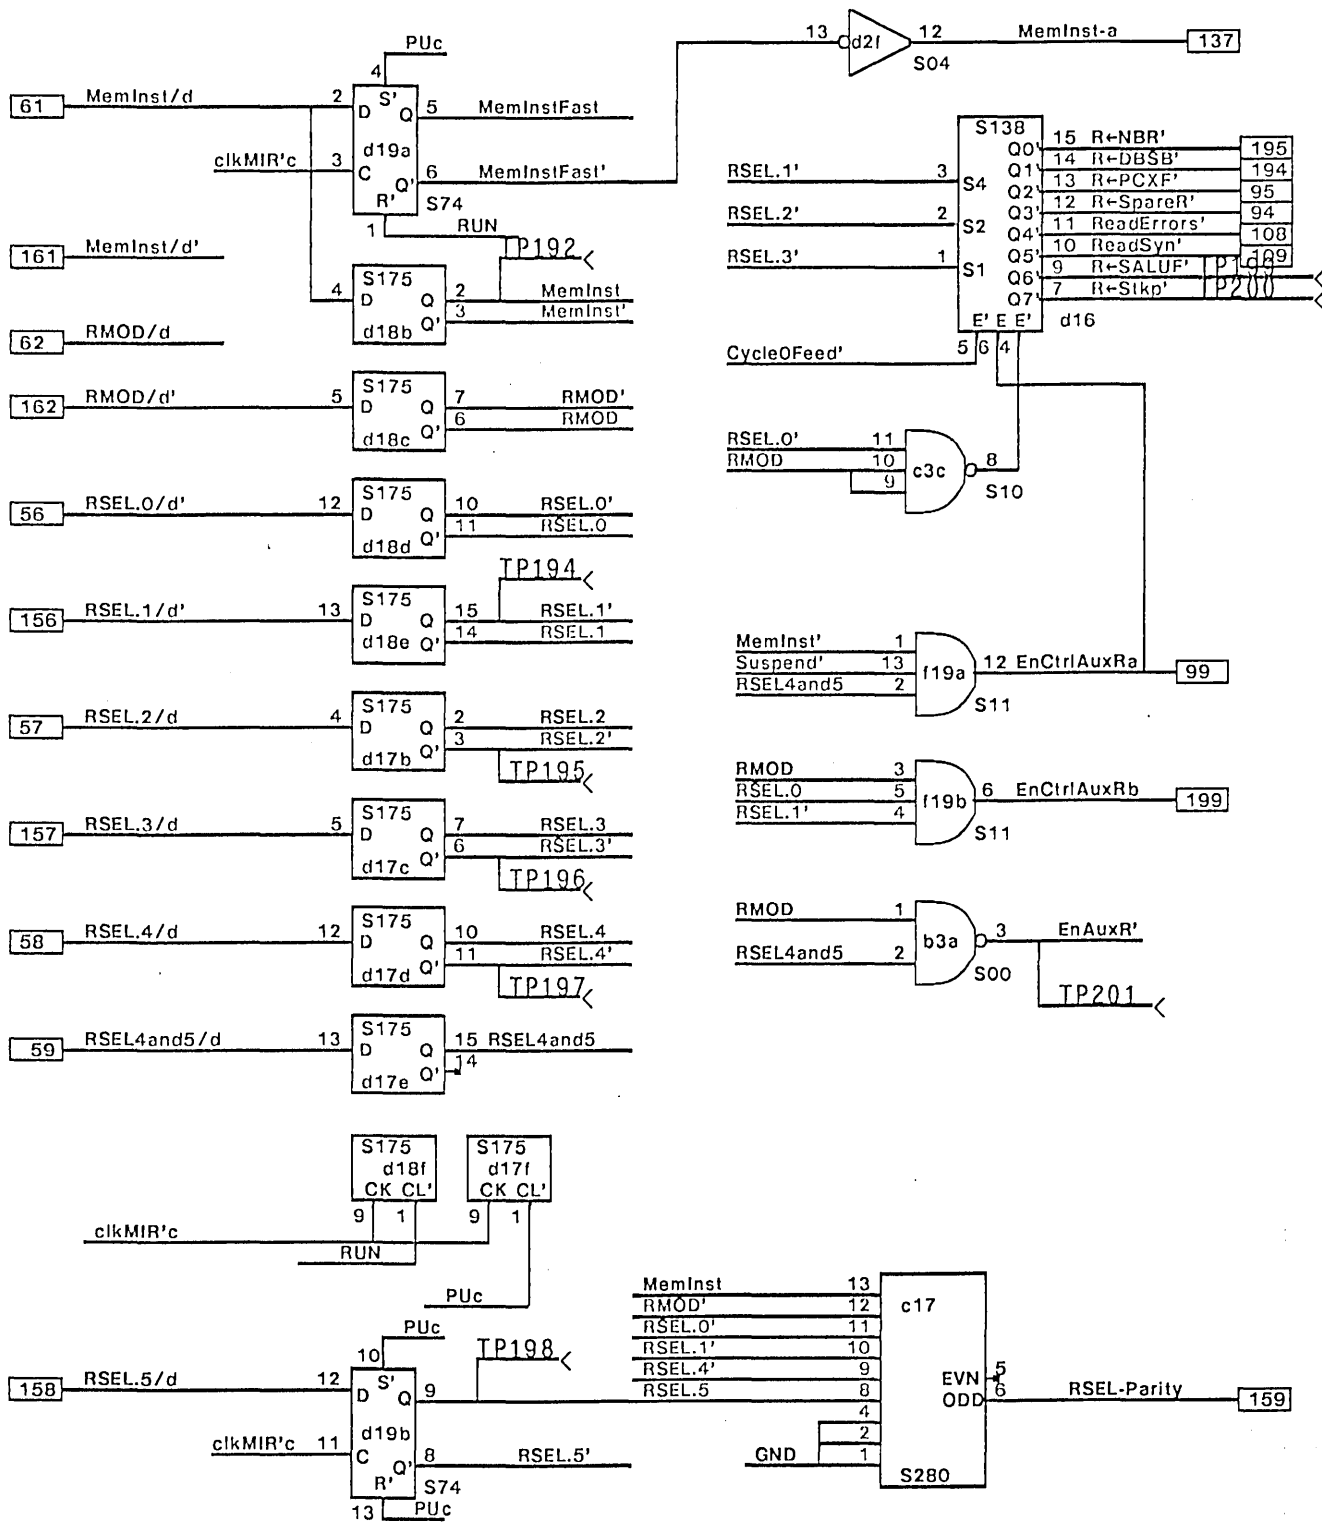 PUc
4
61 MemInst/d 2 D S' Q 5 MemInstFast
d19a
clkMIR'c 3 C Q' 6 MemInstFast'
R' S74
1 RUN
13 d2f 12 MemInst-a 137
S04
161 MemInst/d'
TP192
S175
4 D Q 2 MemInst
Q' 3 MemInst'
d18b
62 RMOD/d
S175
162 RMOD/d' 5 D Q 7 RMOD'
Q' 6 RMOD
d18c
S175
56 RSEL.0/d' 12 D Q 10 RSEL.0'
Q' 11 RSEL.0
d18d
TP194
S175
156 RSEL.1/d' 13 D Q 15 RSEL.1'
Q' 14 RSEL.1
d18e
S175
57 RSEL.2/d 4 D Q 2 RSEL.2
Q' 3 RSEL.2'
d17b
TP195
S175
157 RSEL.3/d 5 D Q 7 RSEL.3
Q' 6 RSEL.3'
d17c
TP196
S175
58 RSEL.4/d 12 D Q 10 RSEL.4
Q' 11 RSEL.4'
d17d
TP197
S175
59 RSEL4and5/d 13 D Q 15 RSEL4and5
Q' 14
d17e
S175
d18f
CK CL'
9 1
S175
d17f
CK CL'
9 1
clkMIR'c
RUN
PUc
PUc
10
TP198
158 RSEL.5/d 12 D S' Q 9
d19b
clkMIR'c 11 C Q' 8 RSEL.5'
R' S74
13 PUc
S138
Q0' 15 R←NBR' 195
Q1' 14 R←DBSB' 194
RSEL.1' 3 S4 Q2' 13 R←PCXF' 95
Q3' 12 R←SpareR' 94
RSEL.2' 2 S2 Q4' 11 ReadErrors' 108
Q5' 10 ReadSyn' 109
RSEL.3' 1 S1 Q6' 9 R←SALUF' TP199
Q7' 7 R←Stkp' TP200
E' E E' d16
Cycle0Feed' 5 6 4
RSEL.0' 11
RMOD 10 c3c 8
9 S10
MemInst' 1
Suspend' 13 f19a 12 EnCtrlAuxRa 99
RSEL4and5 2
S11
RMOD 3
RSEL.0 5 f19b 6 EnCtrlAuxRb 199
RSEL.1' 4
S11
RMOD 1
b3a 3 EnAuxR'
RSEL4and5 2
S00
TP201
MemInst 13
RMOD' 12 c17
RSEL.0' 11
RSEL.1' 10
RSEL.4' 9 EVN 5
RSEL.5 8 ODD 6 RSEL-Parity 159
4
2
GND 1
S280